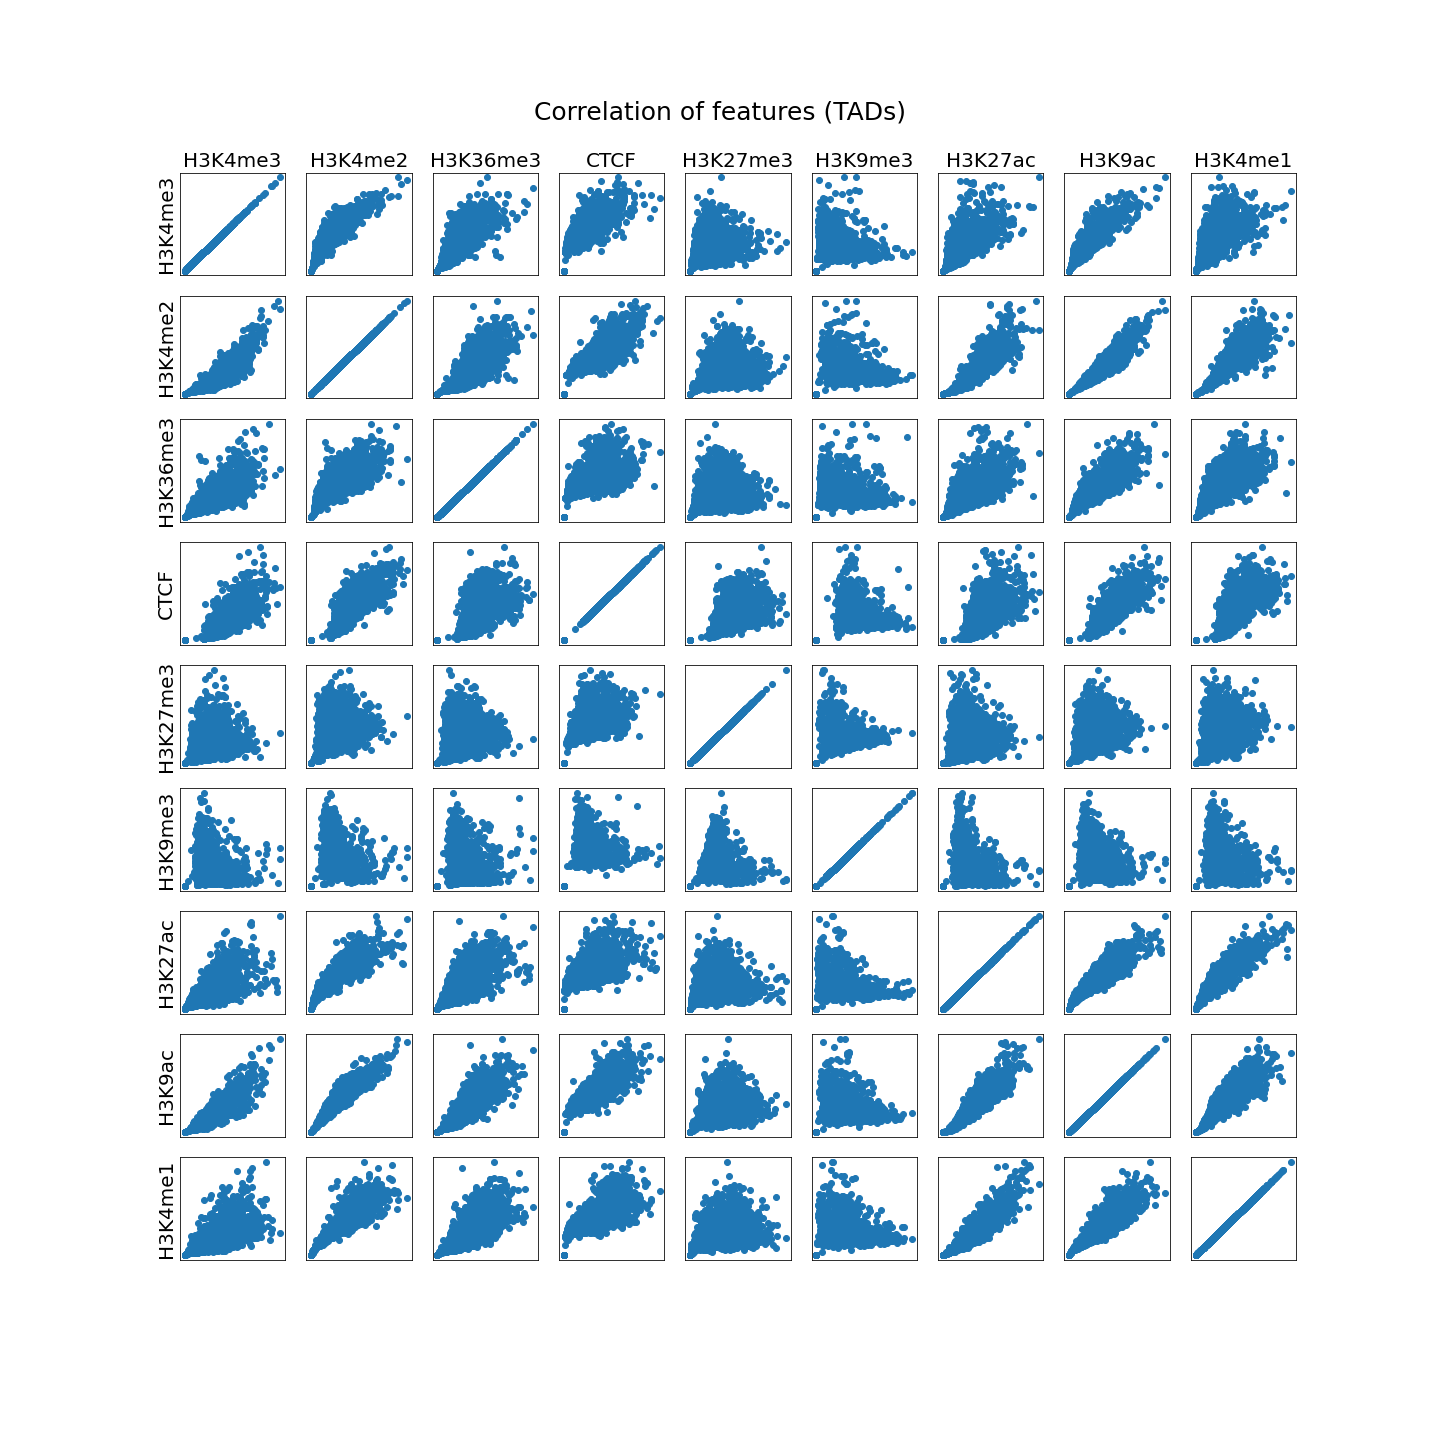 Correlation of features (TADs)
H3K4me3 H3K4me2 H3K36me3 CTCF H3K27me3 H3K9me3 H3K27ac H3K9ac H3K4me1
H3K4me3
H3K4me2
H3K36me3
CTCF
H3K27me3
H3K9me3
H3K27ac
H3K9ac
H3K4me1